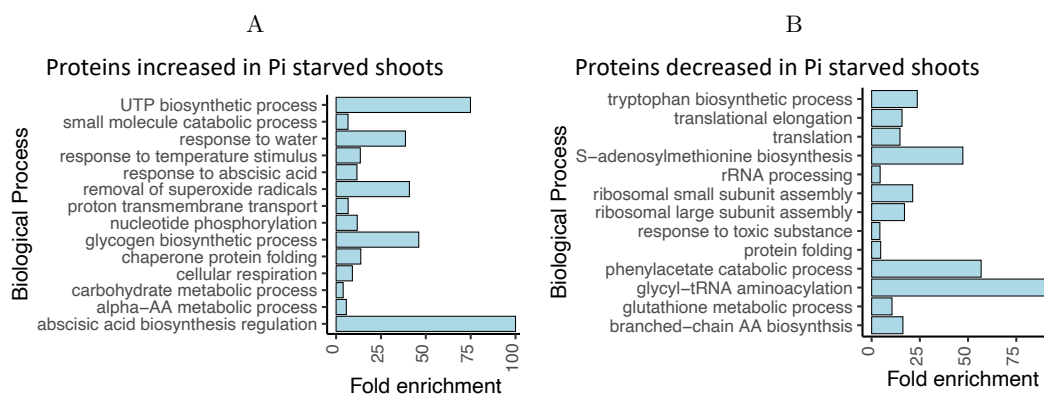 A
Proteins increased in Pi starved shoots
Biological Process
UTP biosynthetic process
small molecule catabolic process
response to water
response to temperature stimulus
response to abscisic acid
removal of superoxide radicals
proton transmembrane transport
nucleotide phosphorylation
glycogen biosynthetic process
chaperone protein folding
cellular respiration
carbohydrate metabolic process
alpha−AA metabolic process
abscisic acid biosynthesis regulation
0
25
50
75
100
Fold enrichment
B
Proteins decreased in Pi starved shoots
Biological Process
tryptophan biosynthetic process
translational elongation
translation
S−adenosylmethionine biosynthesis
rRNA processing
ribosomal small subunit assembly
ribosomal large subunit assembly
response to toxic substance
protein folding
phenylacetate catabolic process
glycyl−tRNA aminoacylation
glutathione metabolic process
branched−chain AA biosynthsis
0
25
50
75
Fold enrichment